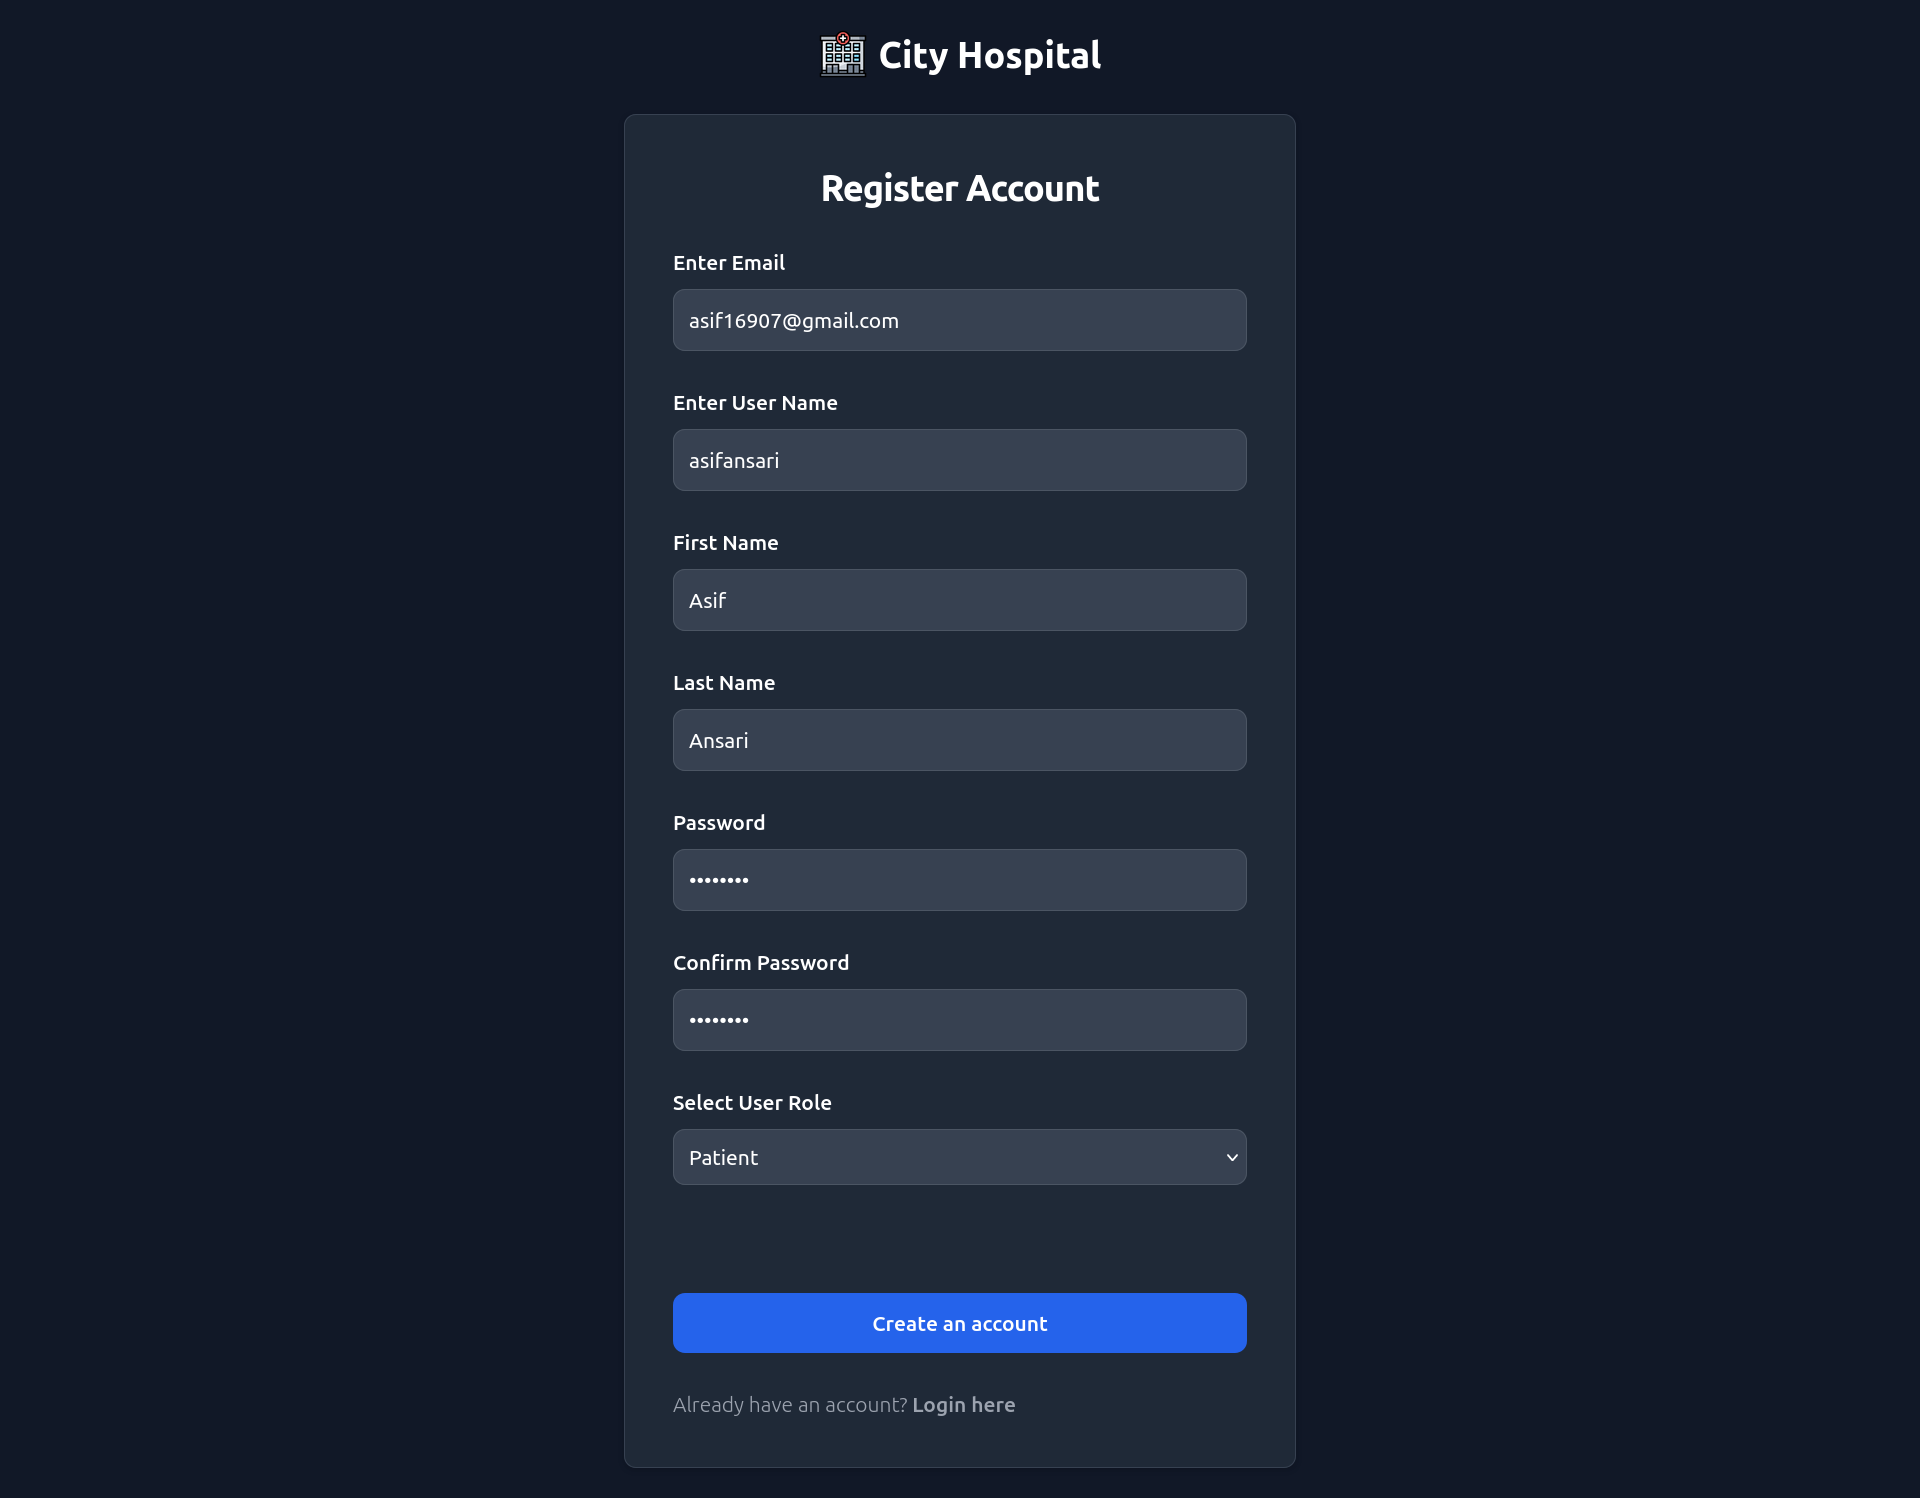 City Hospital
Register Account
Enter Email
asif16907@gmail.com
Enter User Name
asifansari
First Name
Asif
Last Name
Ansari
Password
••••••••
Confirm Password
••••••••
Select User Role
Patient
Create an account
Already have an account? Login here